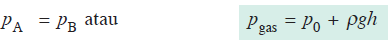 p_A = p_B atau p_gas = p_0 + ρgh